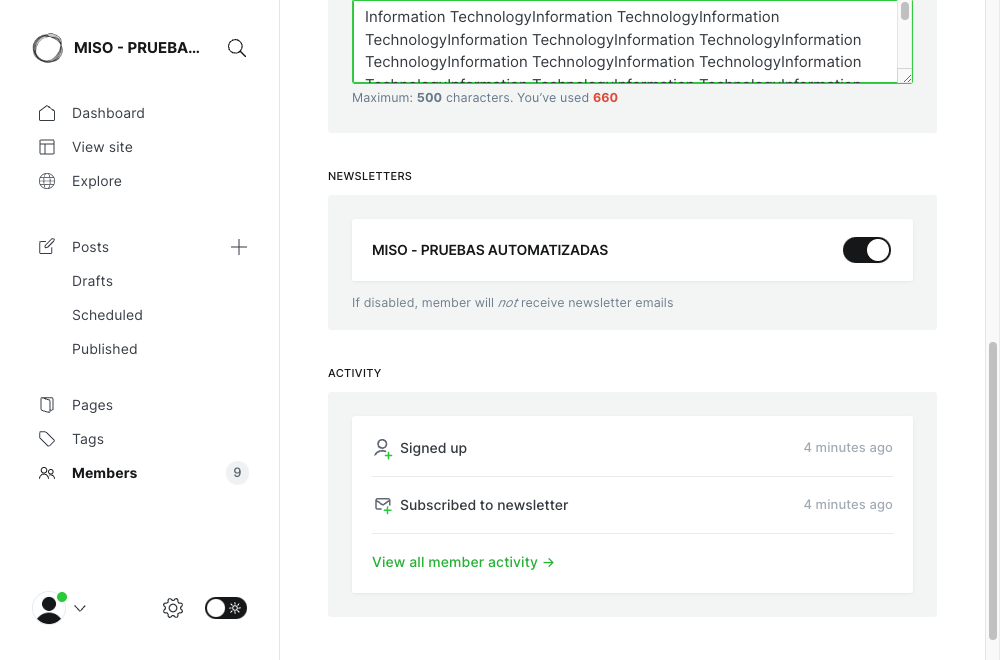 MISO - PRUEBA...
Dashboard
View site
Explore
Posts
Drafts
Scheduled
Published
Pages
Tags
Members
9
Information TechnologyInformation TechnologyInformation
TechnologyInformation TechnologyInformation TechnologyInformation
TechnologyInformation TechnologyInformation TechnologyInformation
TechnologyInformation TechnologyInformation TechnologyInformation
Maximum: 500 characters. You've used 660
NEWSLETTERS
MISO - PRUEBAS AUTOMATIZADAS
If disabled, member will not receive newsletter emails
ACTIVITY
Signed up 4 minutes ago
Subscribed to newsletter 4 minutes ago
View all member activity →